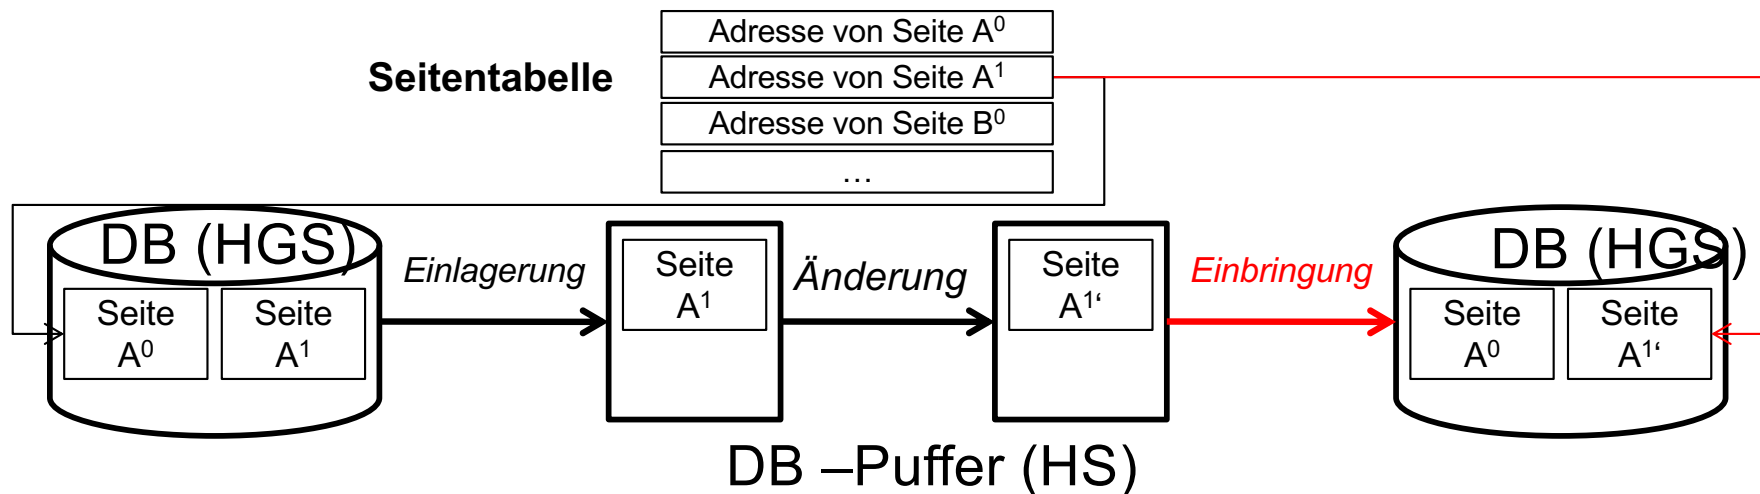 Adresse von Seite A⁰
Seitentabelle
Adresse von Seite A¹
Adresse von Seite B⁰
...
DB (HGS)
Seite
A⁰
Seite
A¹
Einlagerung
Seite
A¹
Änderung
Seite
A¹‘
Einbringung
DB (HGS)
Seite
A⁰
Seite
A¹‘
DB –Puffer (HS)